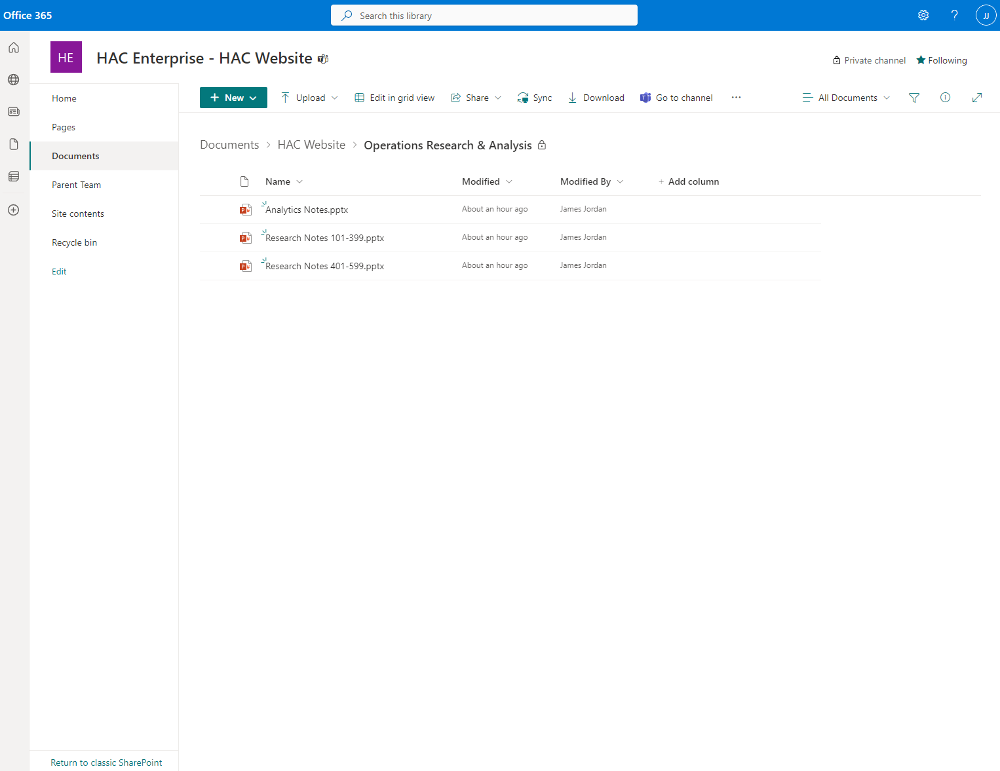 Office 365
Search this library
JJ
HE
HAC Enterprise - HAC Website
Private channel
Following
Home
Pages
Documents
Parent Team
Site contents
Recycle bin
Edit
New
Upload
Edit in grid view
Share
Sync
Download
Go to channel
All Documents
Documents > HAC Website > Operations Research & Analysis
Name Modified Modified By + Add column
Analytics Notes.pptx About an hour ago James Jordan
Research Notes 101-399.pptx About an hour ago James Jordan
Research Notes 401-599.pptx About an hour ago James Jordan
Return to classic SharePoint